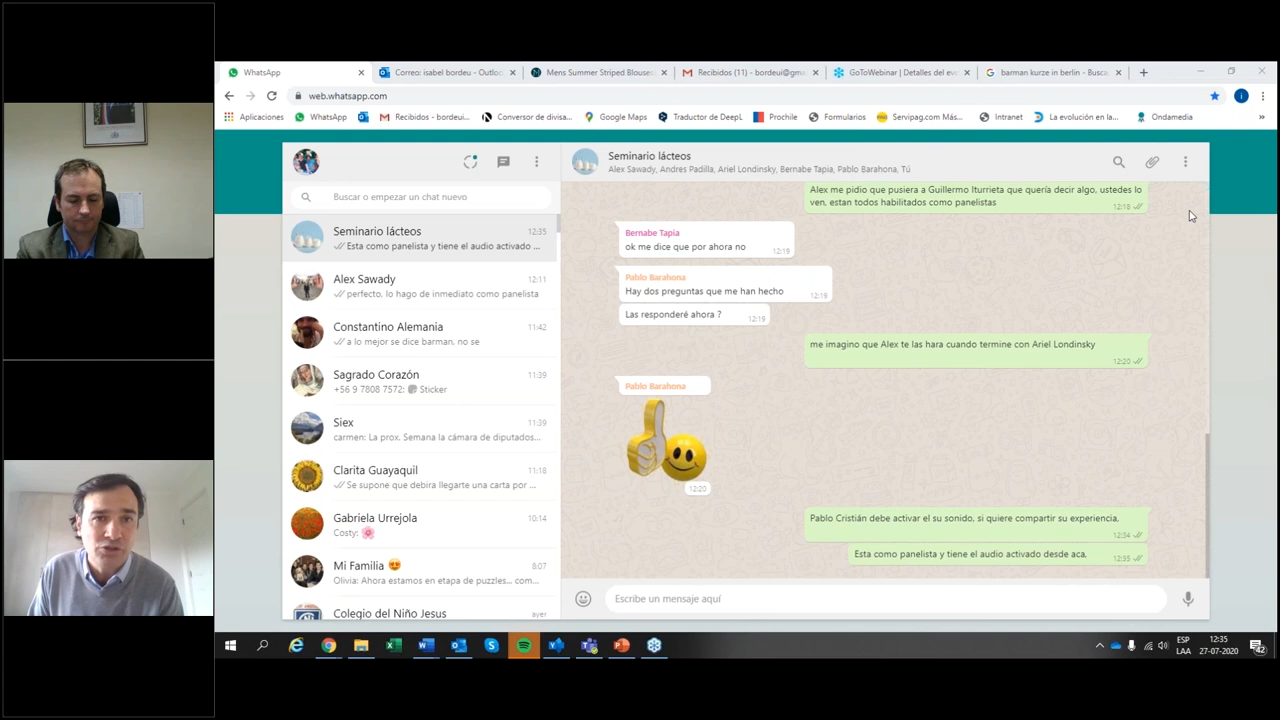 WhatsApp
Correo: isabel bordeu - Outloo
Mens Summer Striped Blouses
Recibidos (11) - bordeui@gma
GoToWebinar | Detalles del eve
barman kurze in berlin - Busca
web.whatsapp.com
Aplicaciones
WhatsApp
Recibidos - bordeui...
Conversor de divisa...
Google Maps
Traductor de DeepL
Prochile
Formularios
Servipag.com Más...
Intranet
La evolución en la...
Ondamedia
»
Buscar o empezar un chat nuevo
Seminario lácteos
12:35
Esta como panelista y tiene el audio activado ...
Alex Sawady
12:11
perfecto, lo hago de inmediato como panelista
Constantino Alemania
11:42
a lo mejor se dice barman, no se
Sagrado Corazón
11:39
+56 9 7808 7572: Sticker
Siex
11:39
carmen: La prox. Semana la cámara de diputados...
Clarita Guayaquil
11:18
Se supone que debira llegarte una carta por ...
Gabriela Urrejola
10:14
Costy: 🌸
Mi Familia 😍
8:07
Olivia: Ahora estamos en etapa de puzzles... com...
Colegio del Niño Jesus
ayer
Seminario lácteos
Alex Sawady, Andres Padilla, Ariel Londinsky, Bernabe Tapia, Pablo Barahona, Tú
Alex me pidio que pusiera a Guillermo Iturrieta que quería decir algo, ustedes lo
ven, estan todos habilitados como panelistas
12:18
Bernabe Tapia
ok me dice que por ahora no
12:19
Pablo Barahona
Hay dos preguntas que me han hecho
12:19
Las responderé ahora ?
12:19
me imagino que Alex te las hara cuando termine con Ariel Londinsky
12:20
Pablo Barahona
12:20
Pablo Cristián debe activar el su sonido, si quiere compartir su experiencia,
12:34
Esta como panelista y tiene el audio activado desde aca,
12:35
Escribe un mensaje aquí
ESP
LAA
12:35
27-07-2020
42